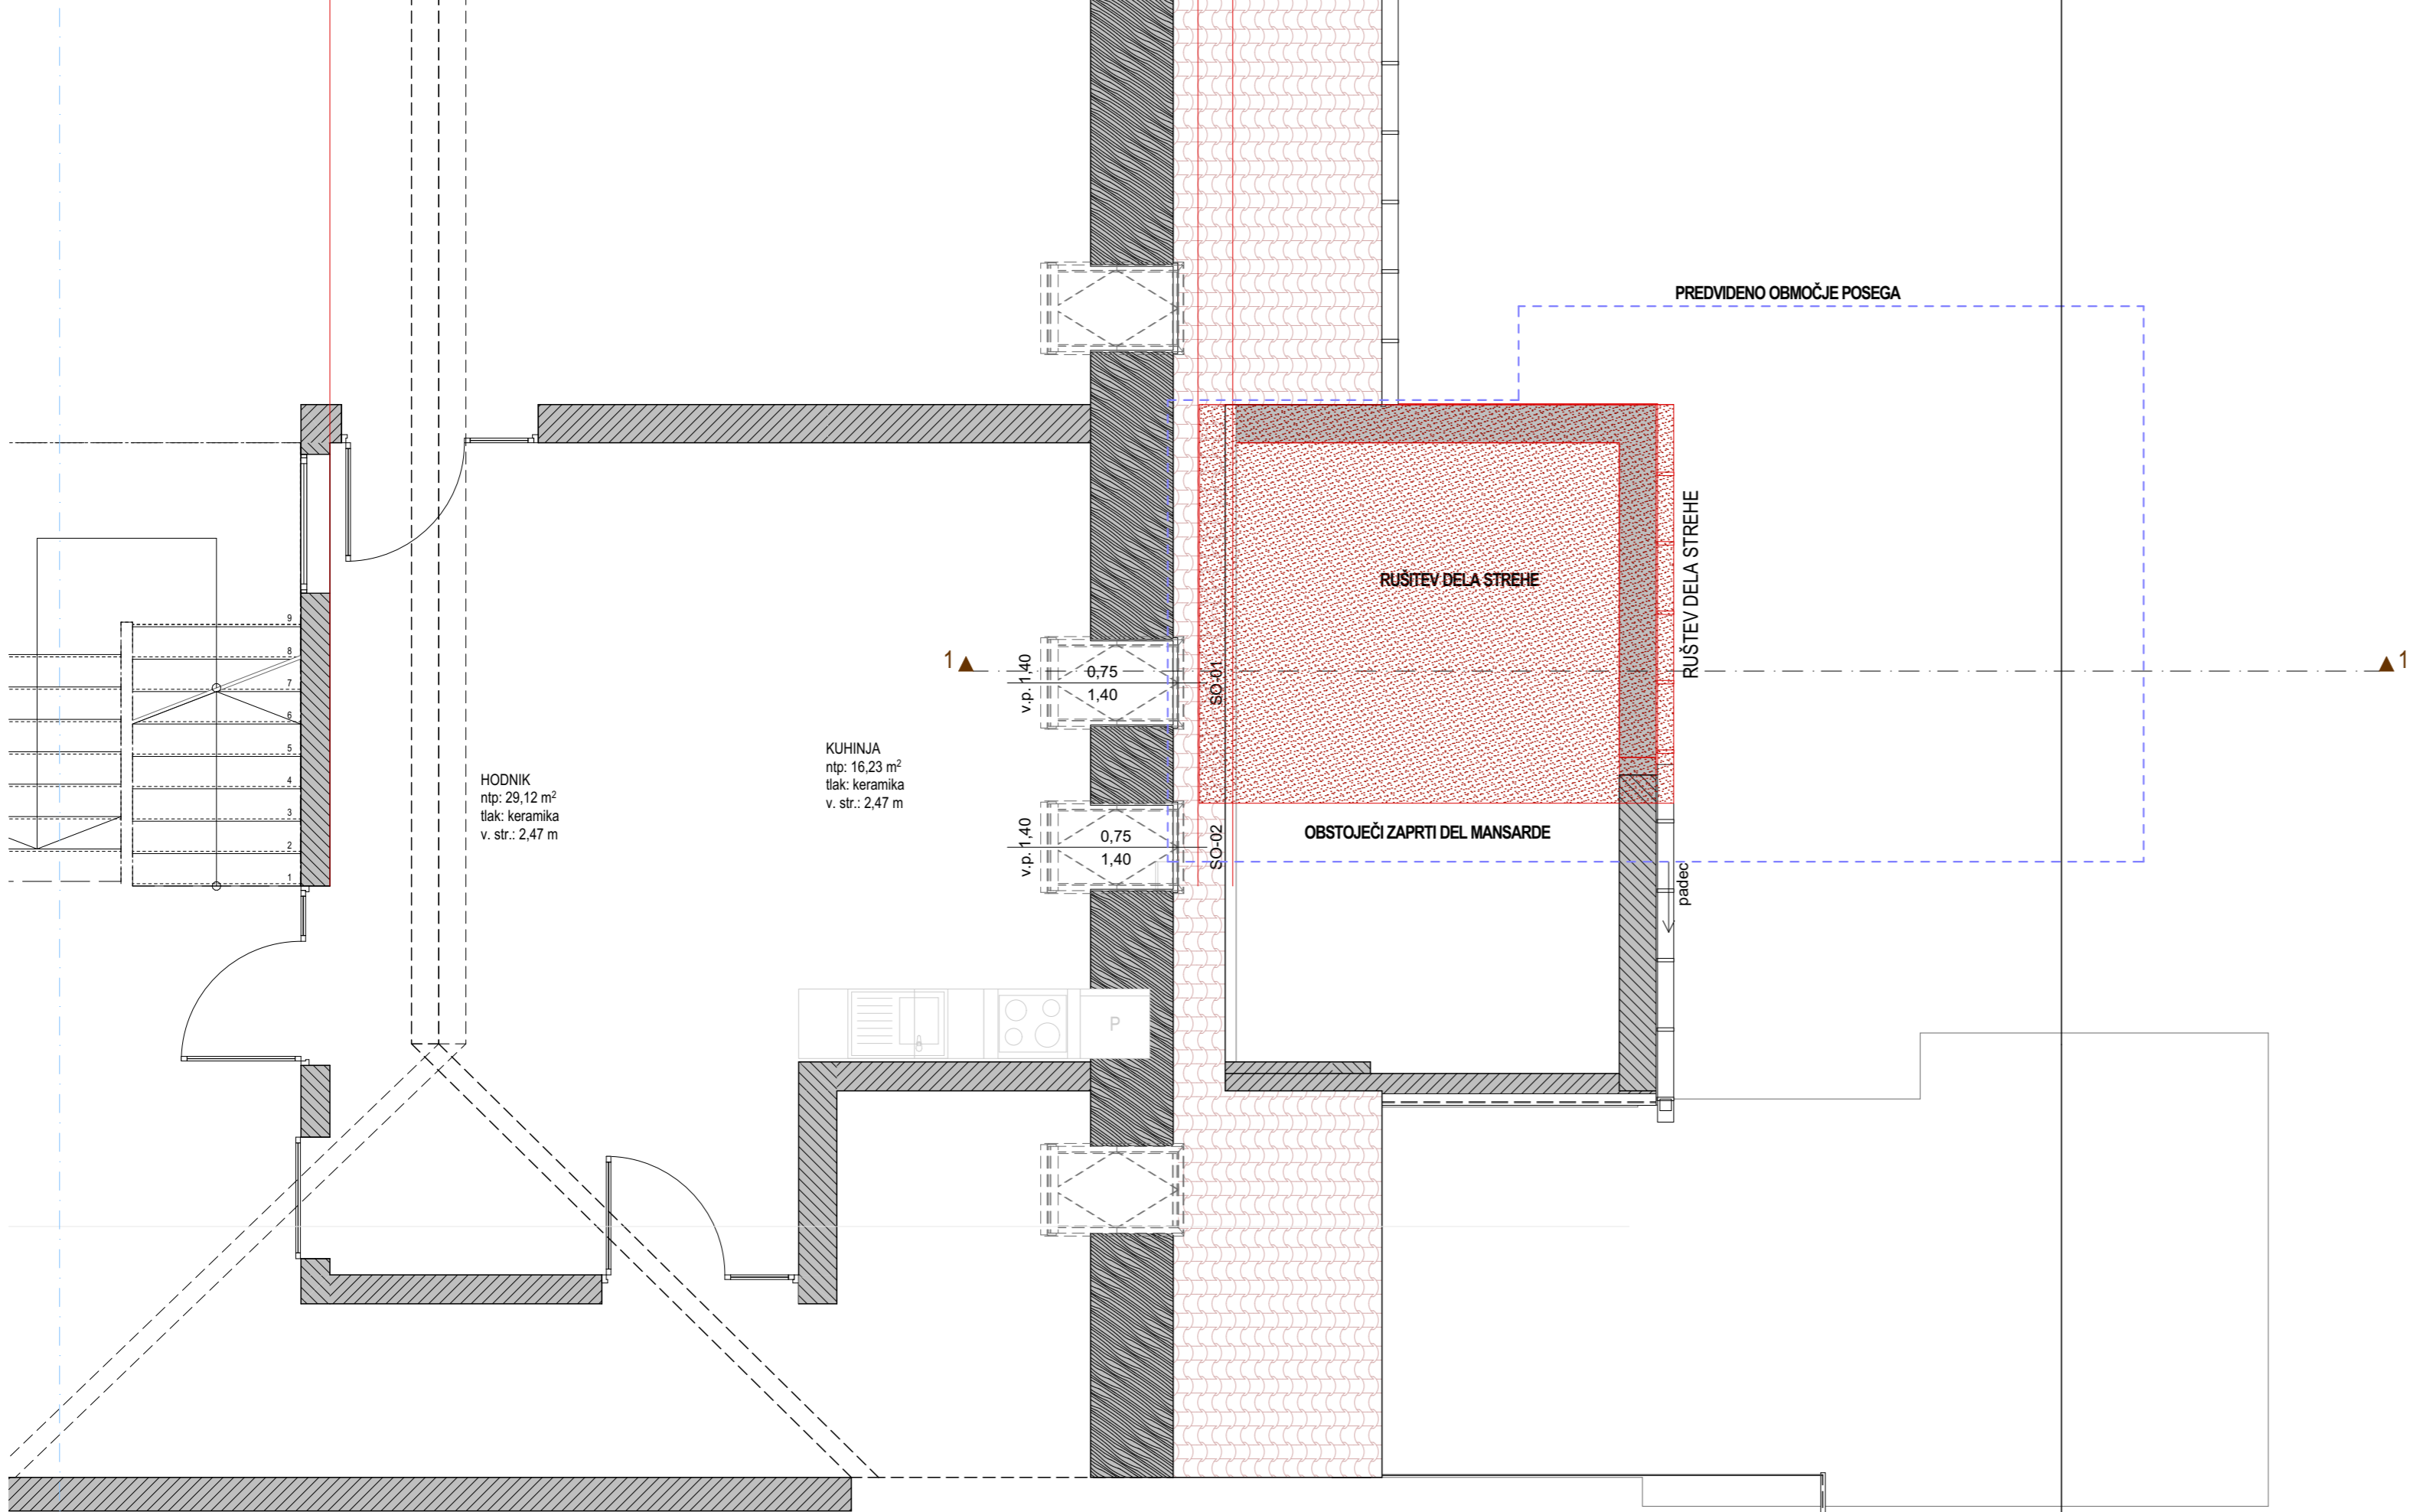 PREDVIDENO OBMOČJE POSEGA
RUŠITEV DELA STREHE
RUŠTEV DELA STREHE
1
1
v.p. 1,40
0,75
1,40
SO-01
KUHINJA
ntp: 16,23 m²
tlak: keramika
v. str.: 2,47 m
HODNIK
ntp: 29,12 m²
tlak: keramika
v. str.: 2,47 m
v.p. 1,40
0,75
1,40
SO-02
OBSTOJEČI ZAPRTI DEL MANSARDE
padec
9
8
7
6
5
4
3
2
1
P